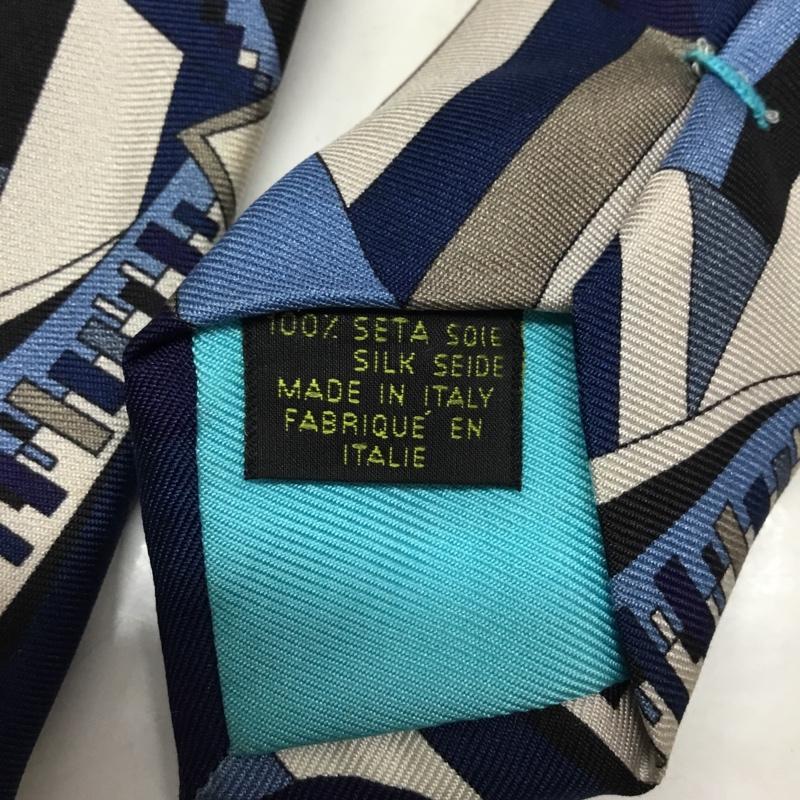 100% SETA SOIE
SILK SEIDE
MADE IN ITALY
FABRIQUÉ EN
ITALIE